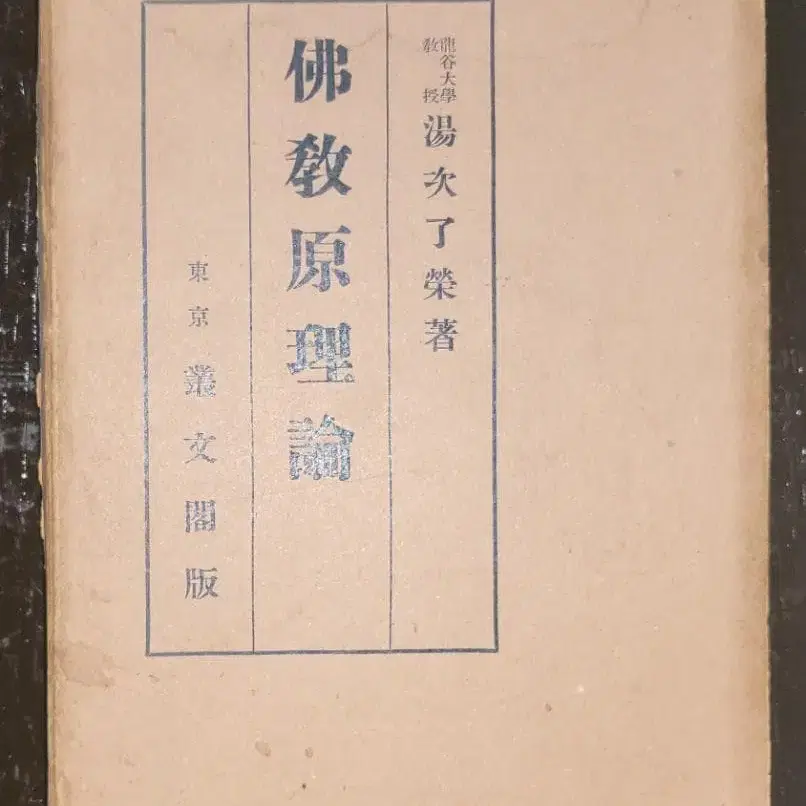 龍谷大學
教授
湯次了榮著
佛教原理論
東京 叢文閣版